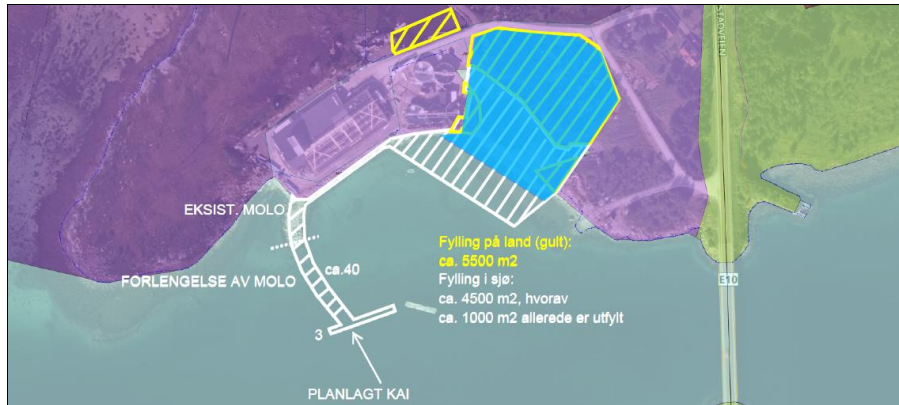 STADVEIEN
EKSIST. MOLO
Fylling på land (gult):
ca. 5500 m2
Fylling i sjø:
ca. 4500 m2, hvorav
ca. 1000 m2 allerede er utfylt
FORLENGELSE AV MOLO
ca.40
E10
3
PLANLAGT KAI